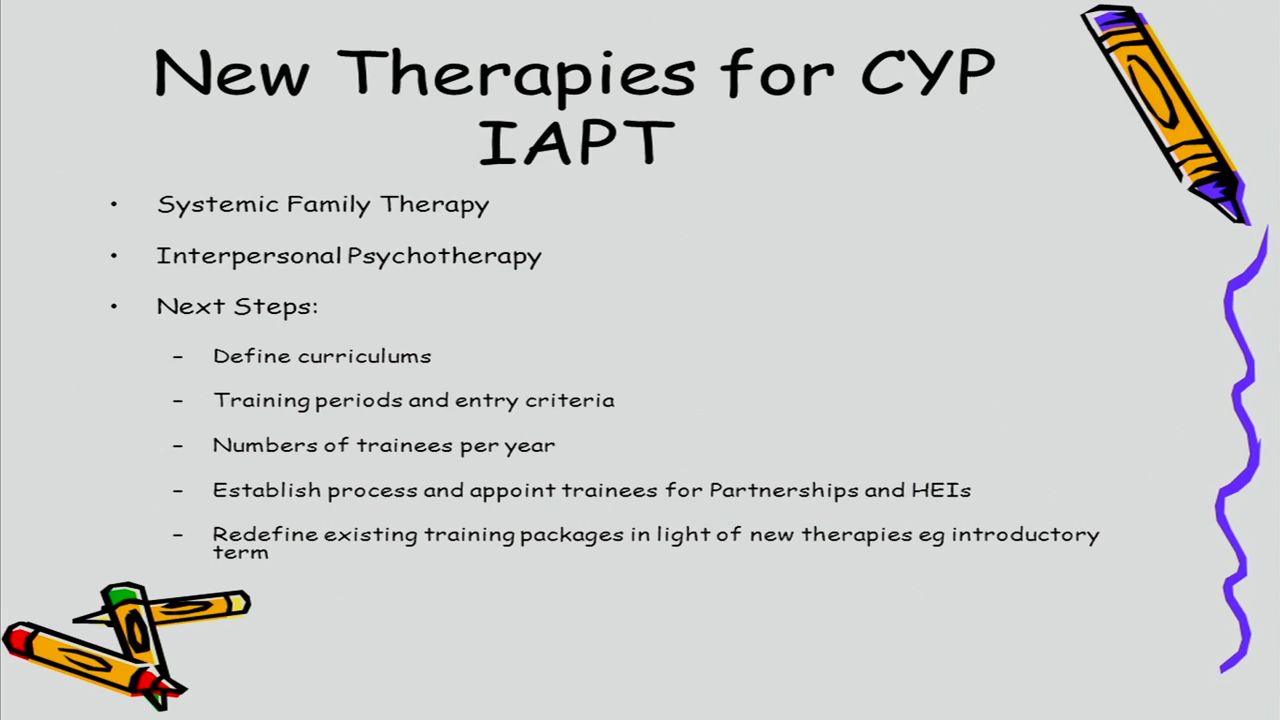 New Therapies for CYP
IAPT
• Systemic Family Therapy
• Interpersonal Psychotherapy
• Next Steps:
– Define curriculums
– Training periods and entry criteria
– Numbers of trainees per year
– Establish process and appoint trainees for Partnerships and HEIs
– Redefine existing training packages in light of new therapies eg introductory
term